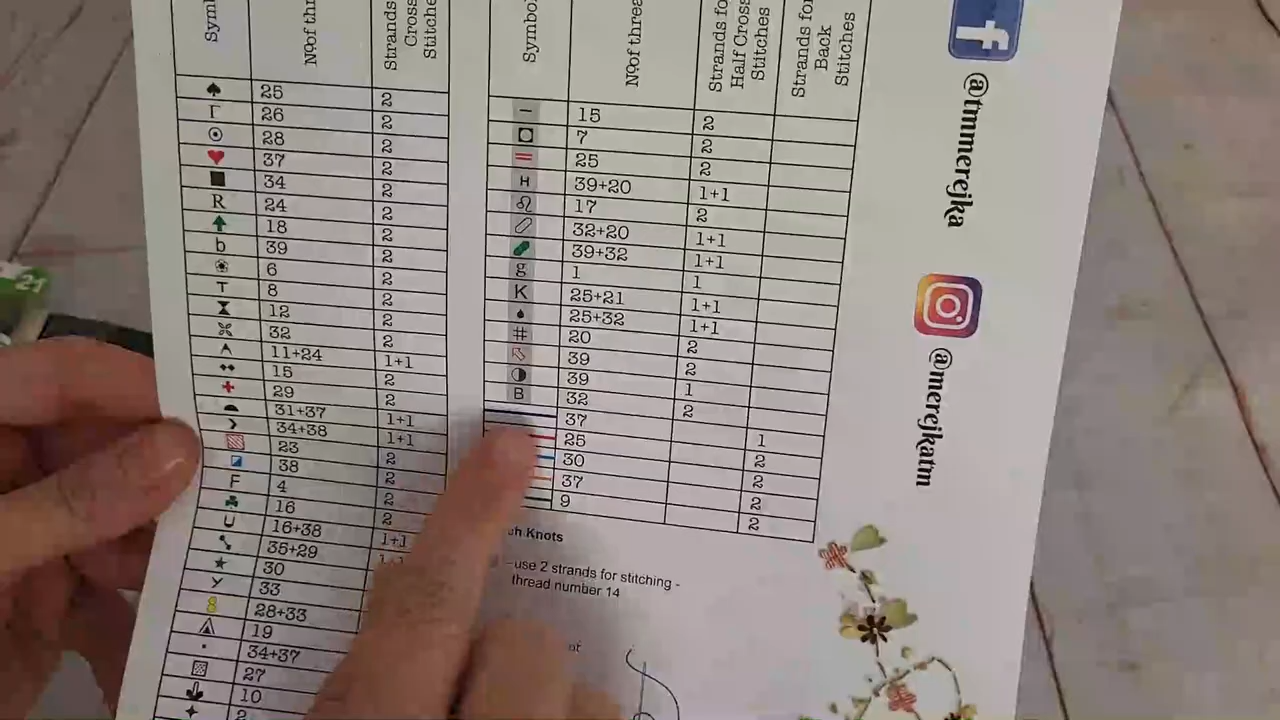 Strands for
Cross
Nº of threa
Strands for
Half Cross
Stitches
Strands for
Back
Stitches
25 2
26 2
28 2
37 2
34 2
R 24 2
18 2
b 39 2
6 2
T 8 2
12 2
32 2
11+24 1+1
15 2
29 2
31+37 1+1
34+38 1+1
23 2
38 2
F 4 2
16 2
16+38 1+1
35+29
30
33
28+33
19
34+37
27
10
15 2
7 2
25 2
H 39+20 1+1
17 2
32+20 1+1
39+32 1+1
g 1 1
K 25+21 1+1
25+32 1+1
# 20 2
39 2
39 1
B 32 2
37 1
25 2
30 2
37 2
9 2
Knots
- use 2 strands for stitching -
thread number 14
@tmmerejka
@merejkatm
21